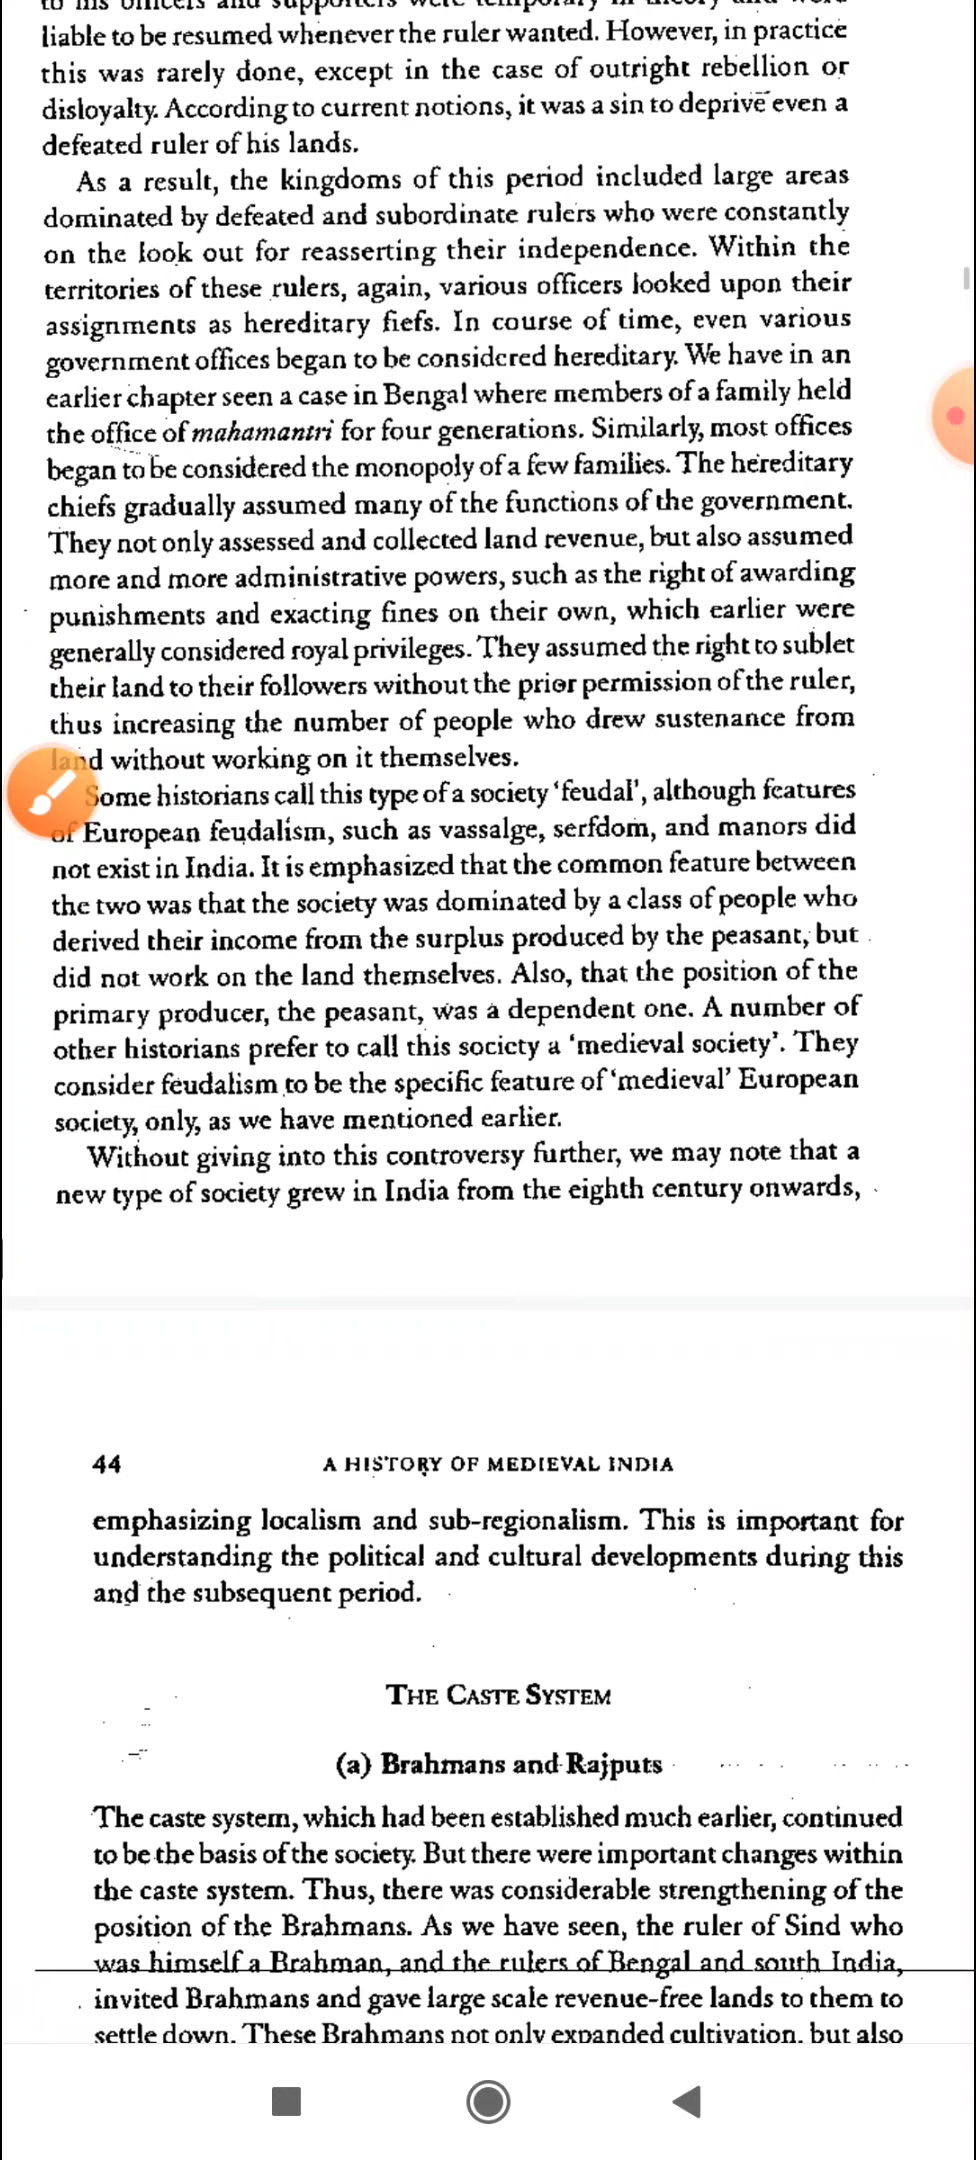 to his officers and supporters were temporary in theory and were
liable to be resumed whenever the ruler wanted. However, in practice
this was rarely done, except in the case of outright rebellion or
disloyalty. According to current notions, it was a sin to deprive even a
defeated ruler of his lands.
As a result, the kingdoms of this period included large areas
dominated by defeated and subordinate rulers who were constantly
on the look out for reasserting their independence. Within the
territories of these rulers, again, various officers looked upon their
assignments as hereditary fiefs. In course of time, even various
government offices began to be considered hereditary. We have in an
earlier chapter seen a case in Bengal where members of a family held
the office of mahamantri for four generations. Similarly, most offices
began to be considered the monopoly of a few families. The hereditary
chiefs gradually assumed many of the functions of the government.
They not only assessed and collected land revenue, but also assumed
more and more administrative powers, such as the right of awarding
punishments and exacting fines on their own, which earlier were
generally considered royal privileges. They assumed the right to sublet
their land to their followers without the prior permission of the ruler,
thus increasing the number of people who drew sustenance from
land without working on it themselves.
Some historians call this type of a society ‘feudal’, although features
of European feudalism, such as vassalge, serfdom, and manors did
not exist in India. It is emphasized that the common feature between
the two was that the society was dominated by a class of people who
derived their income from the surplus produced by the peasant, but
did not work on the land themselves. Also, that the position of the
primary producer, the peasant, was a dependent one. A number of
other historians prefer to call this society a ‘medieval society’. They
consider feudalism to be the specific feature of ‘medieval’ European
society, only, as we have mentioned earlier.
Without giving into this controversy further, we may note that a
new type of society grew in India from the eighth century onwards,
44 A HISTORY OF MEDIEVAL INDIA
emphasizing localism and sub-regionalism. This is important for
understanding the political and cultural developments during this
and the subsequent period.
THE CASTE SYSTEM
(a) Brahmans and Rajputs
The caste system, which had been established much earlier, continued
to be the basis of the society. But there were important changes within
the caste system. Thus, there was considerable strengthening of the
position of the Brahmans. As we have seen, the ruler of Sind who
was himself a Brahman, and the rulers of Bengal and south India,
invited Brahmans and gave large scale revenue-free lands to them to
settle down. These Brahmans not only expanded cultivation, but also